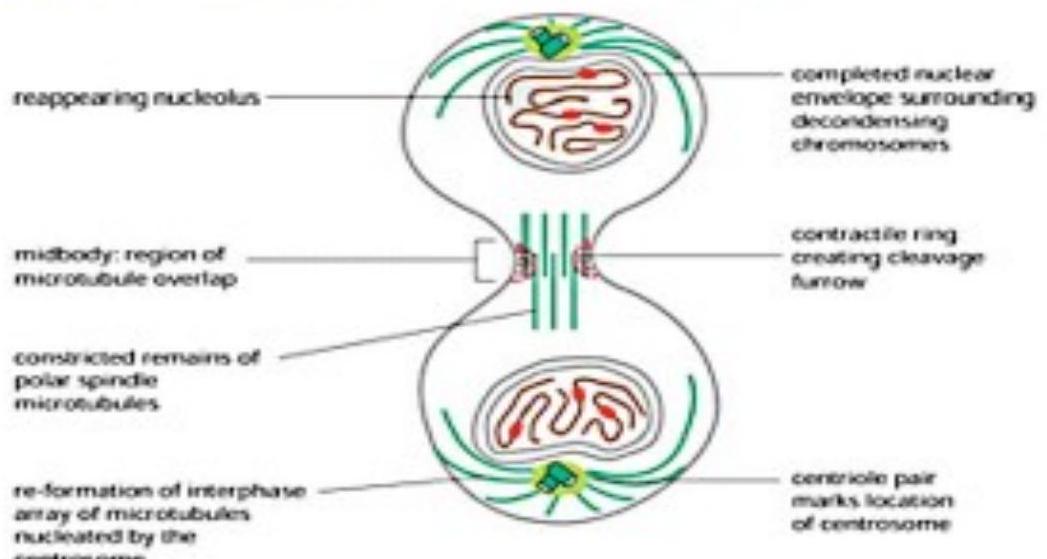 reappearing nucleolus
completed nuclear
envelope surrounding
decondensing
chromosomes
midbody: region of
microtubule overlap
contractile ring
creating cleavage
furrow
constricted remains of
polar spindle
microtubules
re-formation of interphase
array of microtubules
nucleated by the
centrosome
centriole pair
marks location
of centrosome